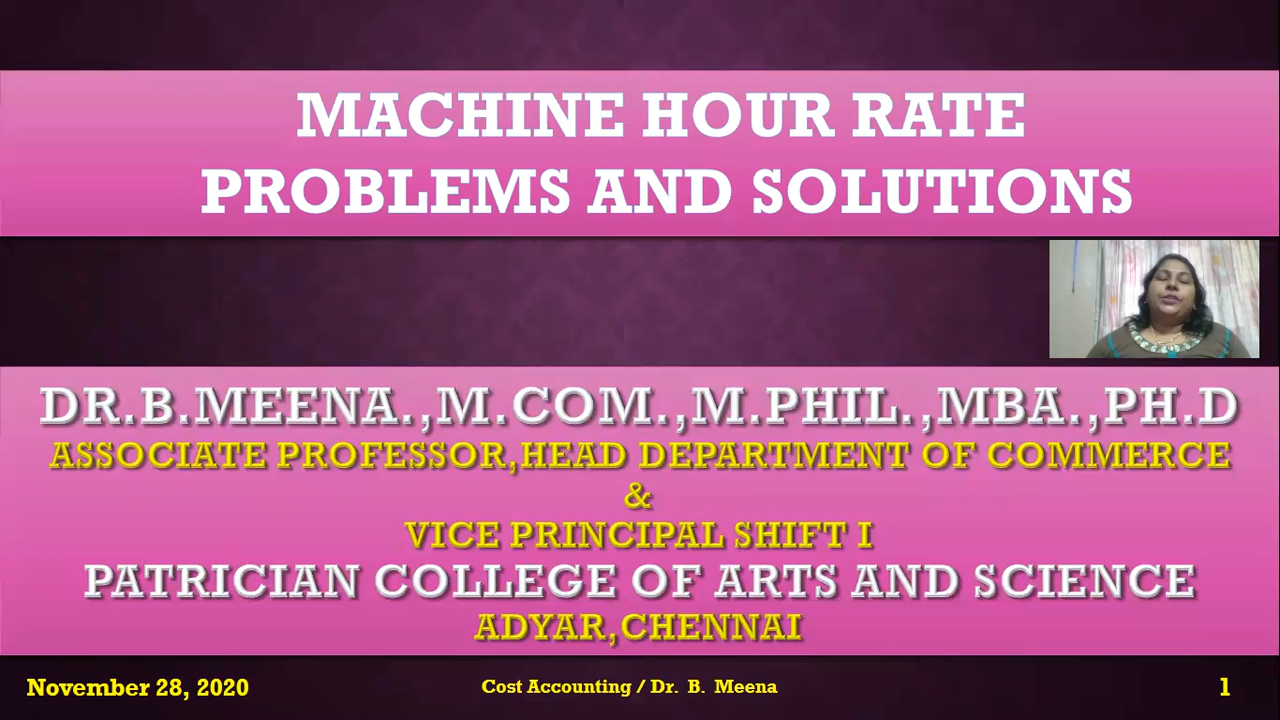 MACHINE HOUR RATE
PROBLEMS AND SOLUTIONS
DR.B.MEENA.,M.COM.,M.PHIL.,MBA.,PH.D
ASSOCIATE PROFESSOR,HEAD DEPARTMENT OF COMMERCE
&
VICE PRINCIPAL SHIFT I
PATRICIAN COLLEGE OF ARTS AND SCIENCE
ADYAR,CHENNAI
November 28, 2020
Cost Accounting / Dr. B. Meena
1